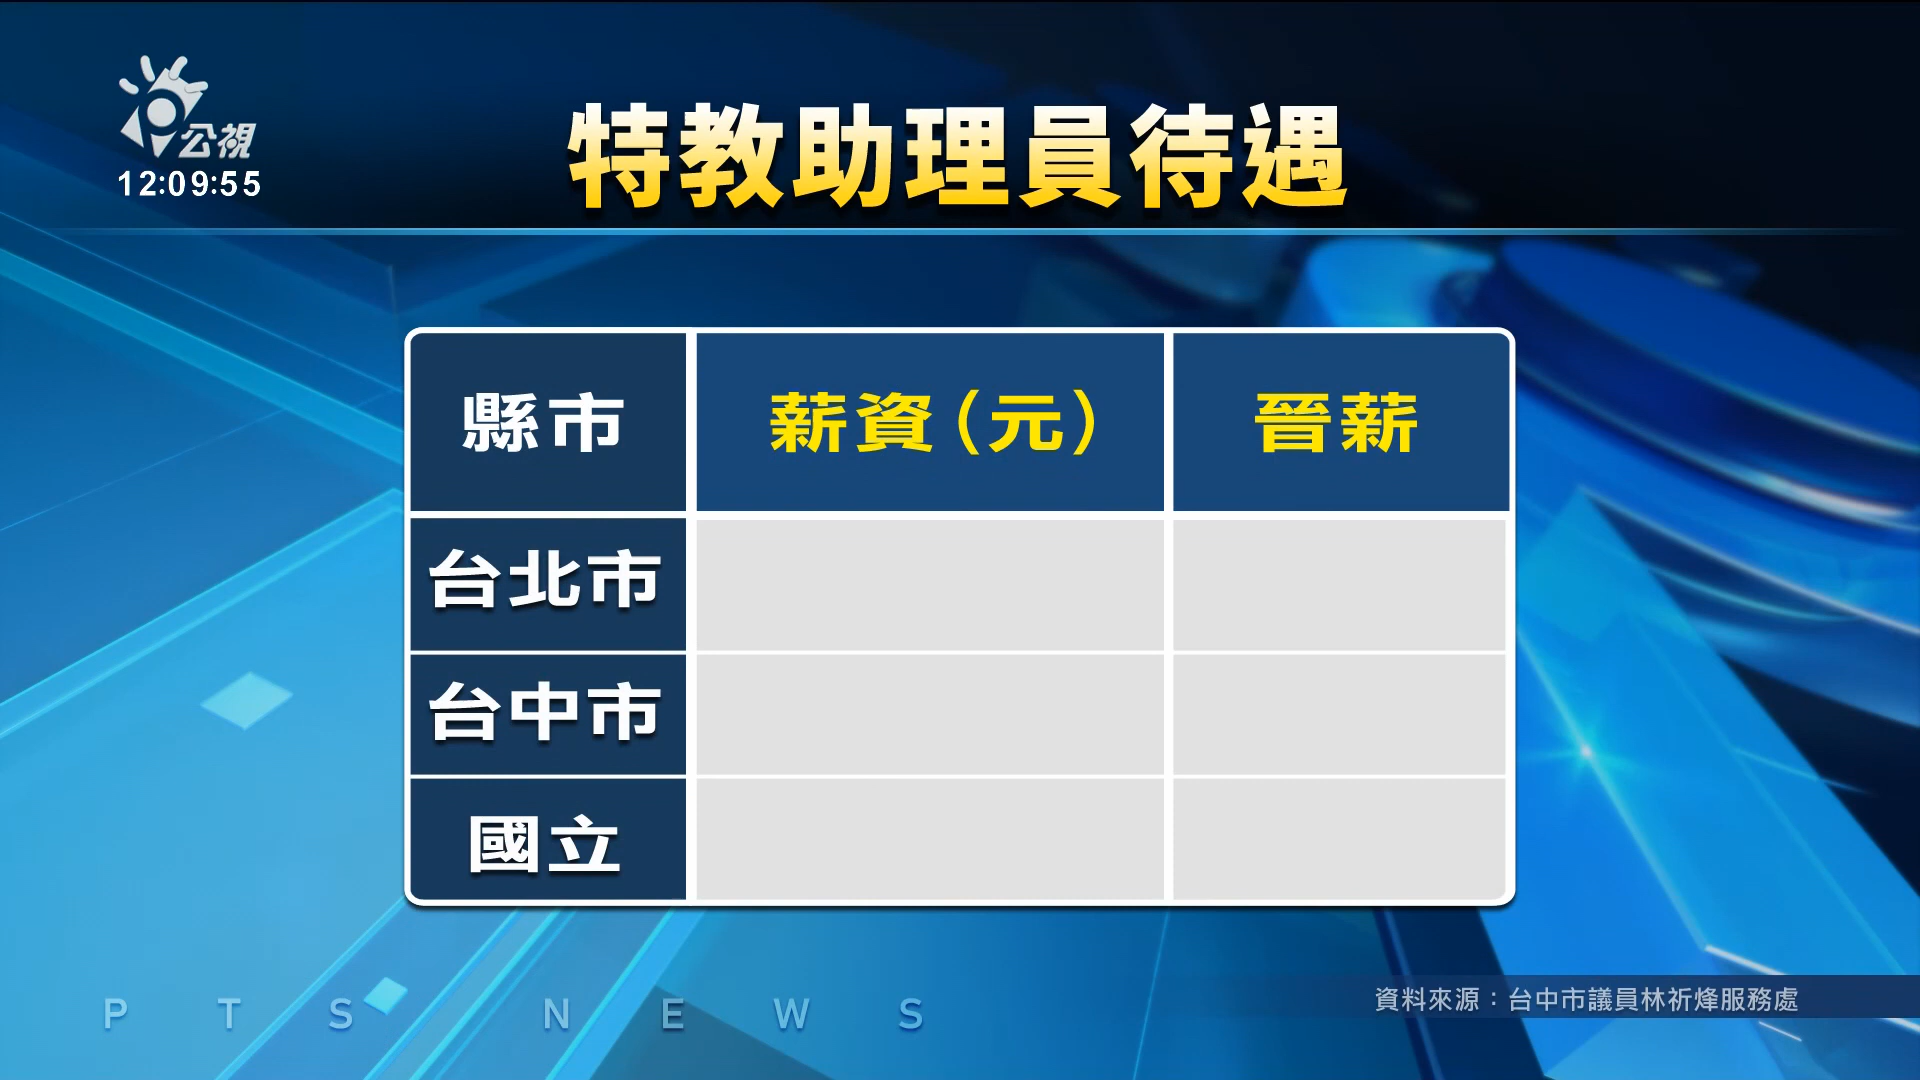 公視
12:09:55
特教助理員待遇
縣市 薪資(元) 晉薪
台北市
台中市
國立
資料來源：台中市議員林祈烽服務處
PTS NEWS